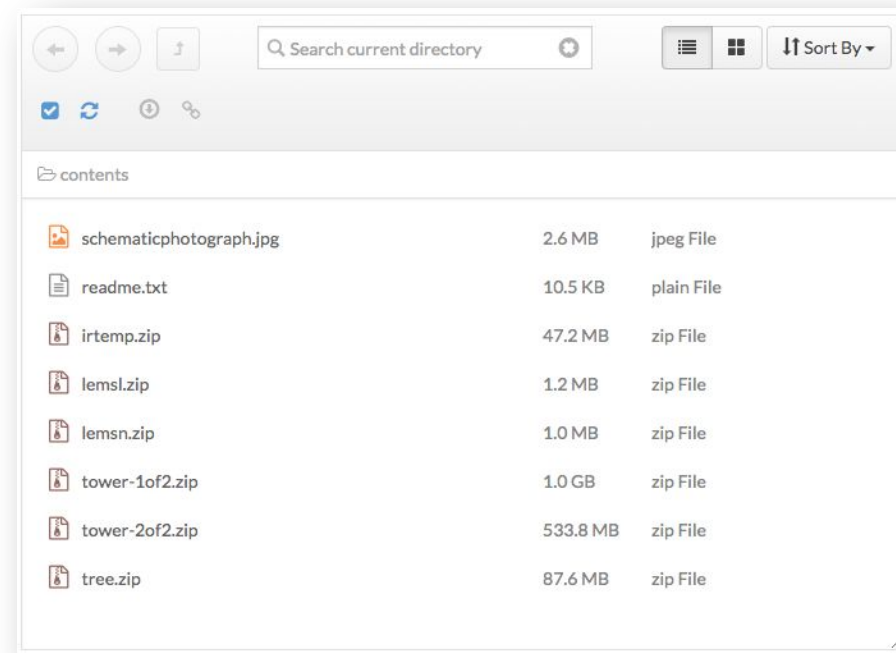 Search current directory
Sort By
contents
schematicphotograph.jpg 2.6 MB jpeg File
readme.txt 10.5 KB plain File
irtemp.zip 47.2 MB zip File
lemsl.zip 1.2 MB zip File
lemsn.zip 1.0 MB zip File
tower-1of2.zip 1.0 GB zip File
tower-2of2.zip 533.8 MB zip File
tree.zip 87.6 MB zip File